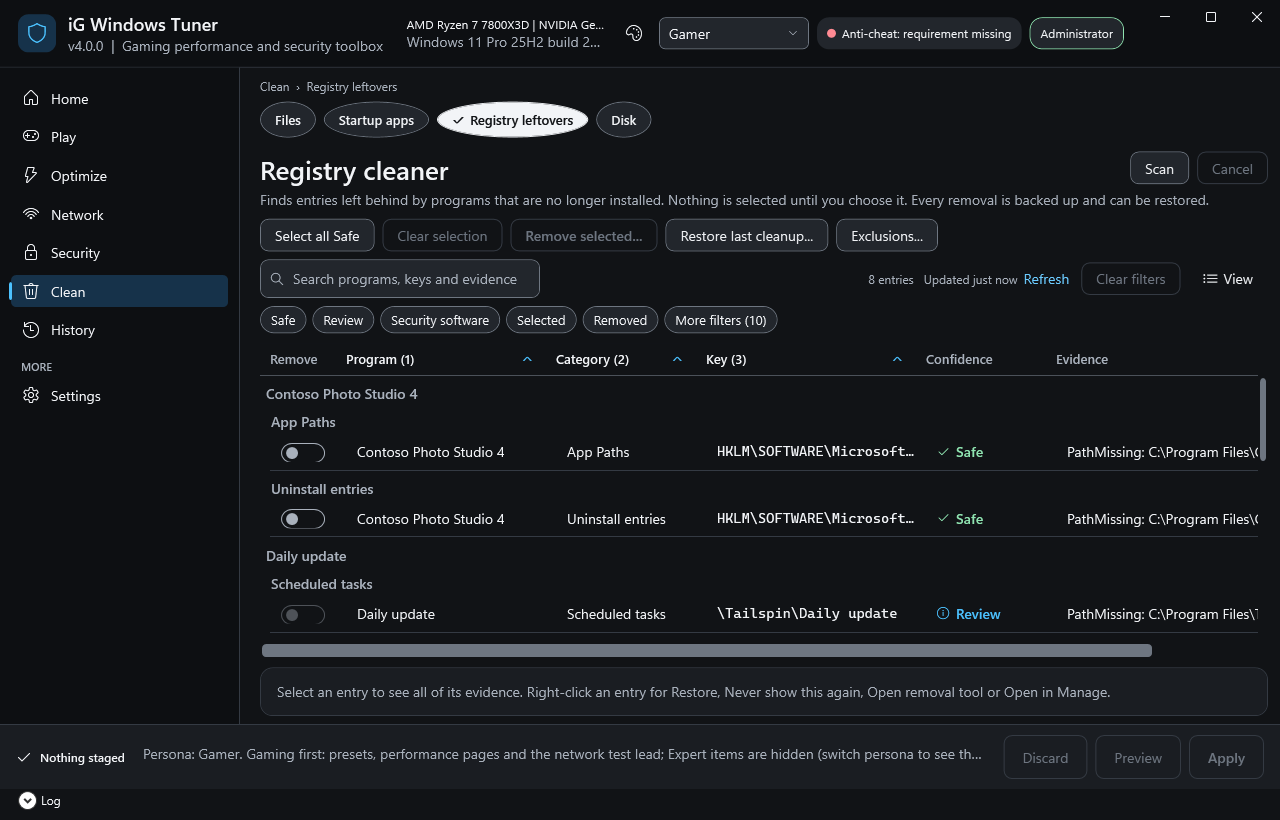 iG Windows Tuner
v4.0.0 | Gaming performance and security toolbox
AMD Ryzen 7 7800X3D | NVIDIA Ge...
Windows 11 Pro 25H2 build 2...
Gamer
Anti-cheat: requirement missing
Administrator
Home
Play
Optimize
Network
Security
Clean
History
MORE
Settings
Clean › Registry leftovers
Files
Startup apps
Registry leftovers
Disk
Registry cleaner
Scan
Cancel
Finds entries left behind by programs that are no longer installed. Nothing is selected until you choose it. Every removal is backed up and can be restored.
Select all Safe
Clear selection
Remove selected...
Restore last cleanup...
Exclusions...
Search programs, keys and evidence
8 entries Updated just now Refresh
Clear filters
View
Safe
Review
Security software
Selected
Removed
More filters (10)
Remove Program (1) Category (2) Key (3) Confidence Evidence
Contoso Photo Studio 4
App Paths
Contoso Photo Studio 4 App Paths HKLM\SOFTWARE\Microsoft… Safe PathMissing: C:\Program Files\
Uninstall entries
Contoso Photo Studio 4 Uninstall entries HKLM\SOFTWARE\Microsoft… Safe PathMissing: C:\Program Files\
Daily update
Scheduled tasks
Daily update Scheduled tasks \Tailspin\Daily update Review PathMissing: C:\Program Files\
Select an entry to see all of its evidence. Right-click an entry for Restore, Never show this again, Open removal tool or Open in Manage.
Nothing staged
Persona: Gamer. Gaming first: presets, performance pages and the network test lead; Expert items are hidden (switch persona to see th...
Discard
Preview
Apply
Log